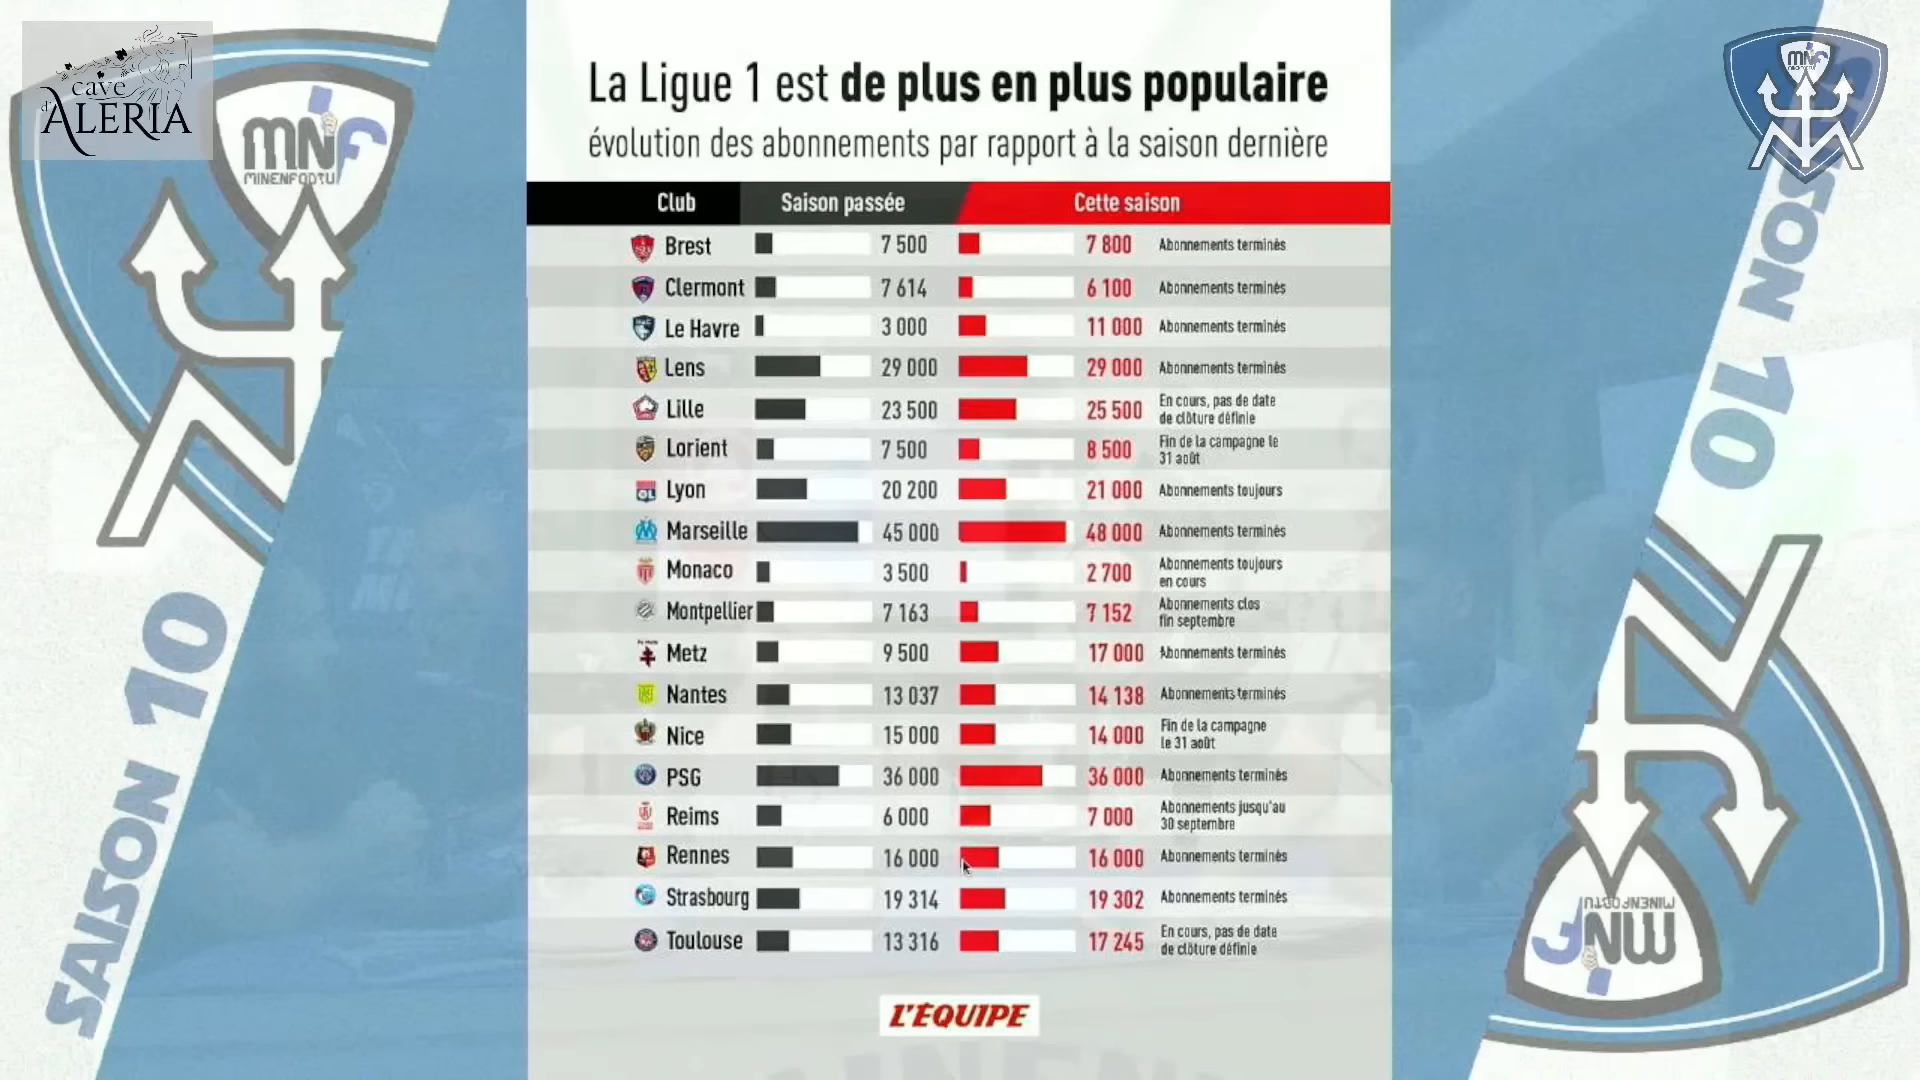 cave
d'ALERIA
MNF
MINENFOOTU
SAISON 10
La Ligue 1 est de plus en plus populaire
évolution des abonnements par rapport à la saison dernière
Club Saison passée Cette saison
Brest 7 500 7 800 Abonnements terminés
Clermont 7 614 6 100 Abonnements terminés
Le Havre 3 000 11 000 Abonnements terminés
Lens 29 000 29 000 Abonnements terminés
Lille 23 500 25 500 En cours, pas de date
de clôture définie
Lorient 7 500 8 500 Fin de la campagne le
31 août
Lyon 20 200 21 000 Abonnements toujours
Marseille 45 000 48 000 Abonnements terminés
Monaco 3 500 2 700 Abonnements toujours
en cours
Montpellier 7 163 7 152 Abonnements clos
fin septembre
Metz 9 500 17 000 Abonnements terminés
Nantes 13 037 14 138 Abonnements terminés
Nice 15 000 14 000 Fin de la campagne
le 31 août
PSG 36 000 36 000 Abonnements terminés
Reims 6 000 7 000 Abonnements jusqu'au
30 septembre
Rennes 16 000 16 000 Abonnements terminés
Strasbourg 19 314 19 302 Abonnements terminés
Toulouse 13 316 17 245 En cours, pas de date
de clôture définie
L'ÉQUIPE
MNF
SAISON 10
MINENFOOTU
MNF